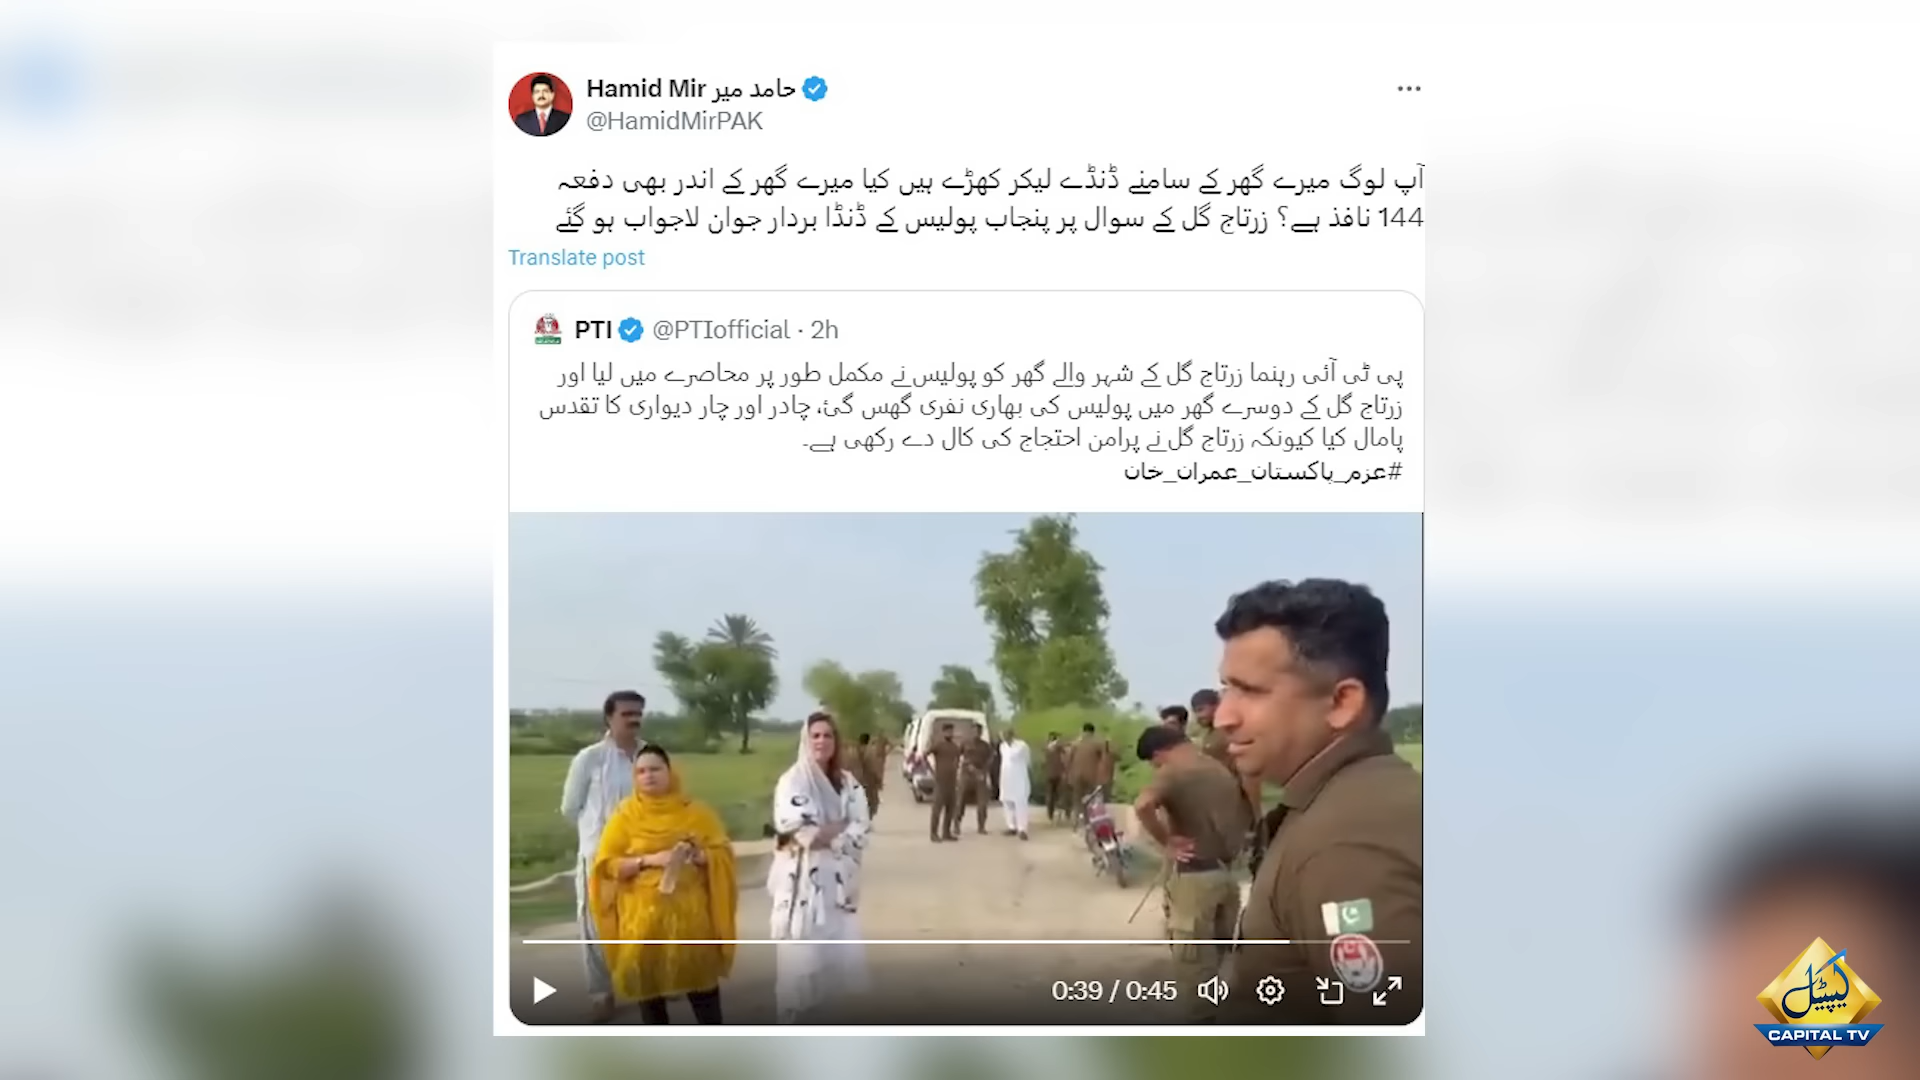 Hamid Mir حامد میر
@HamidMirPAK
آپ لوگ میرے گھر کے سامنے ڈنڈے لیکر کھڑے ہیں کیا میرے گھر کے اندر بھی دفعہ
144 نافذ ہے؟ زرتاج گل کے سوال پر پنجاب پولیس کے ڈنڈا بردار جوان لاجواب ہو گئے
Translate post
PTI @PTIofficial · 2h
پی ٹی آئی رہنما زرتاج گل کے شہر والے گھر کو پولیس نے مکمل طور پر محاصرے میں لیا اور
زرتاج گل کے دوسرے گھر میں پولیس کی بھاری نفری گھس گئ، چادر اور چار دیواری کا تقدس
پامال کیا کیونکہ زرتاج گل نے پرامن احتجاج کی کال دے رکھی ہے۔
#عزم_پاکستان_عمران_خان
0:39 / 0:45
کیپیٹل
CAPITAL TV